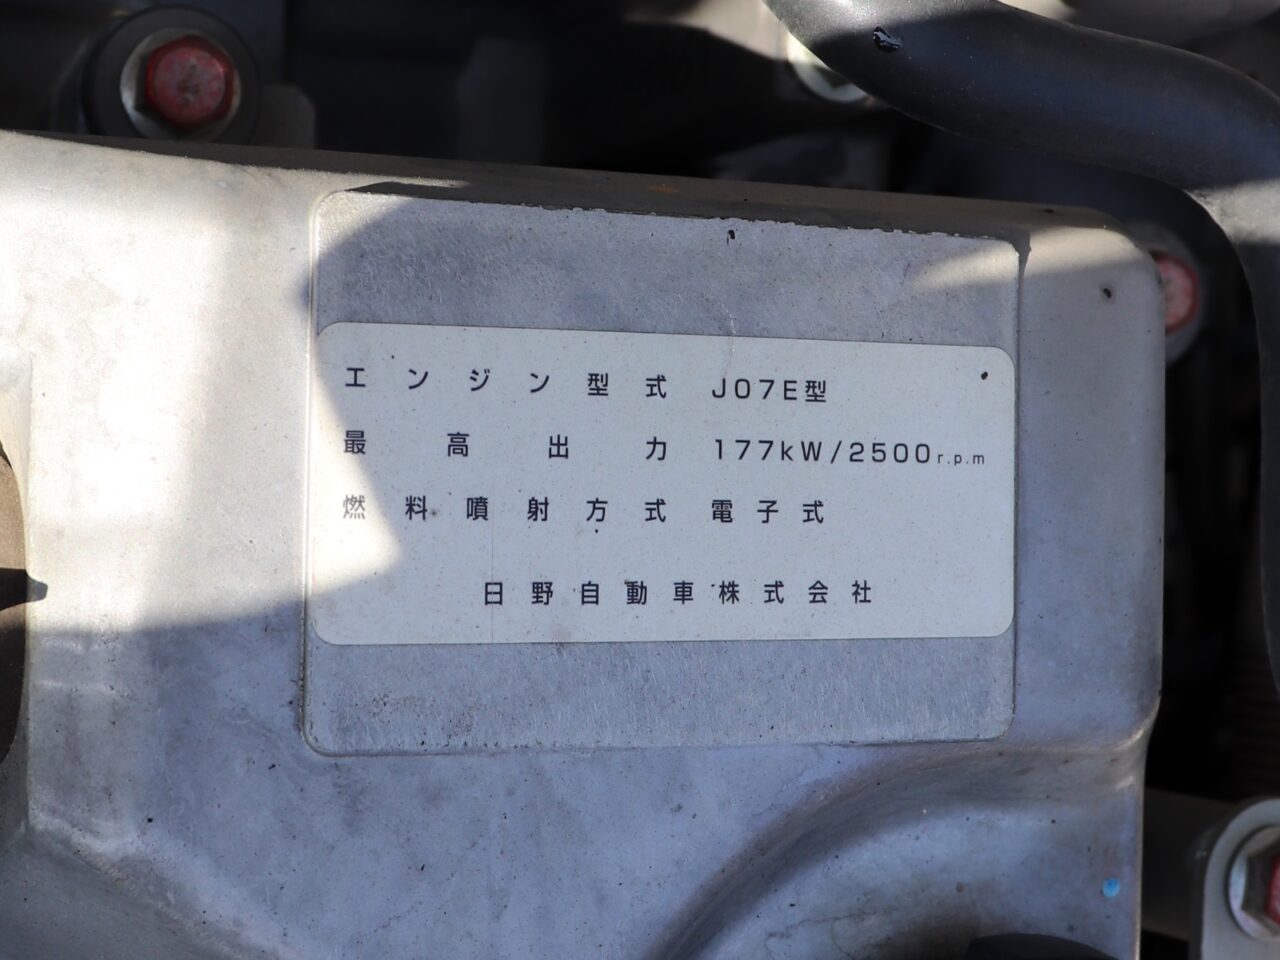 エンジン型式 J07E型
最高出力 177kW/2500r.p.m
燃料噴射方式 電子式
日野自動車株式会社